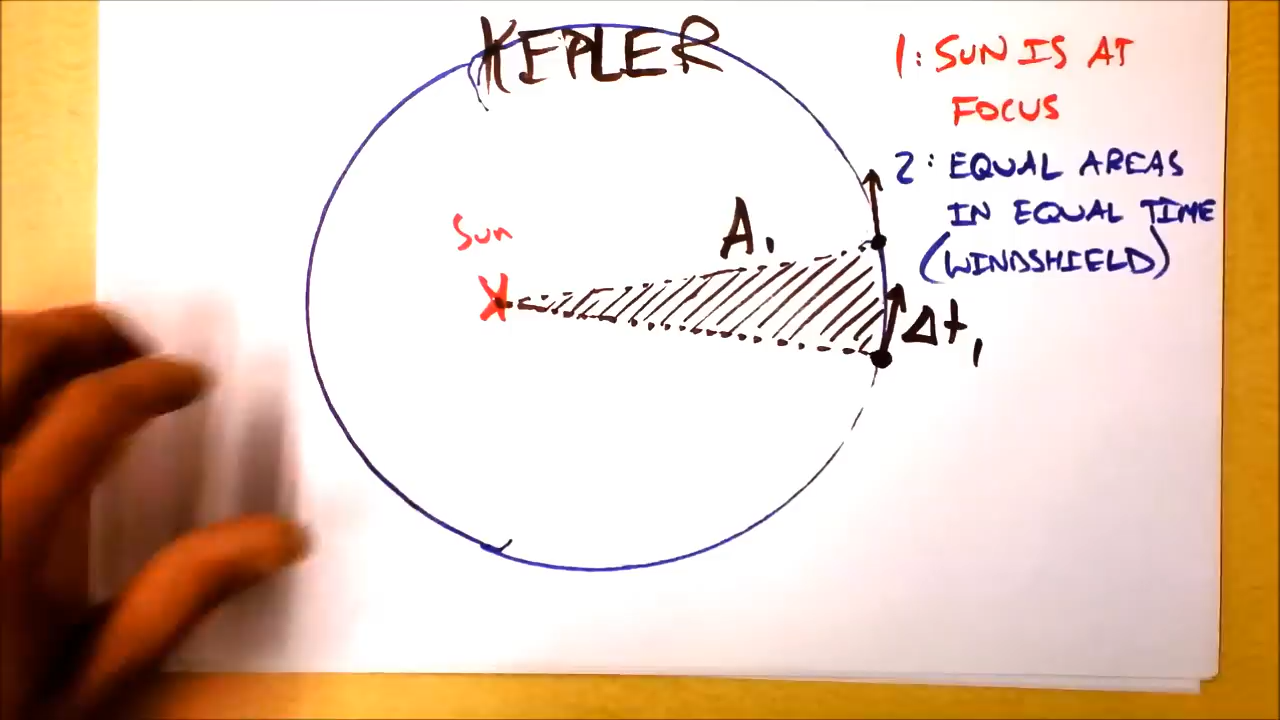 KEPLER
1: SUN IS AT
FOCUS
2: EQUAL AREAS
IN EQUAL TIME
(WINDSHIELD)
Sun
A1
Δt1